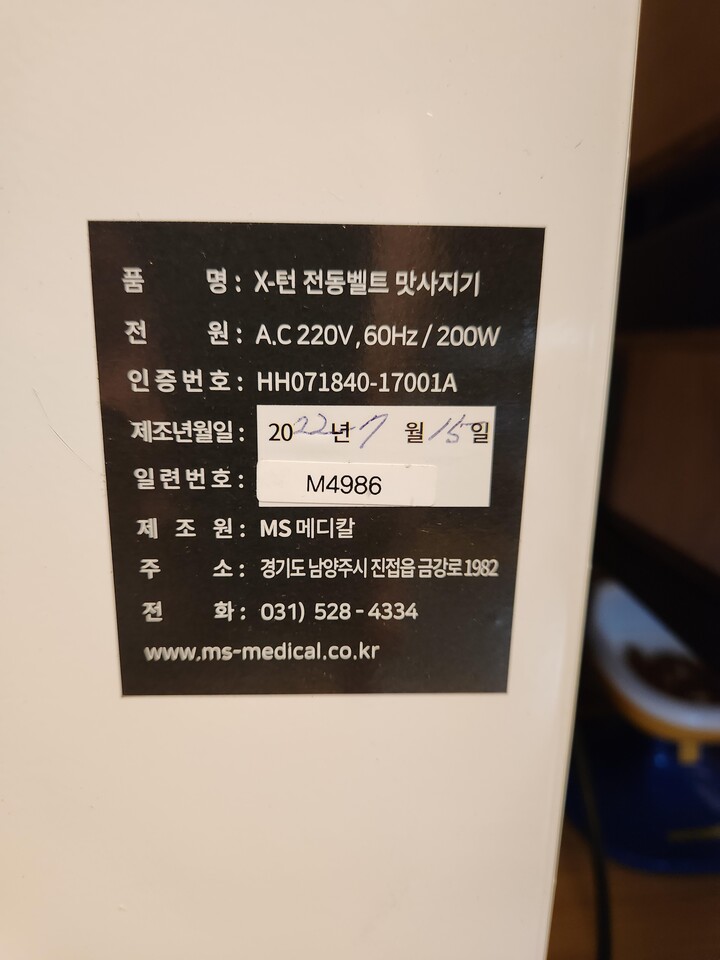 품 명 : X-턴 전동벨트 맛사지기
전 원 : A.C 220V, 60Hz / 200W
인증번호 : HH071840-17001A
제조년월일 : 2022년 7월 15일
일련번호 : M4986
제 조 원 : MS 메디칼
주 소 : 경기도 남양주시 진접읍 금강로 1982
전 화 : 031) 528-4334
www.ms-medical.co.kr